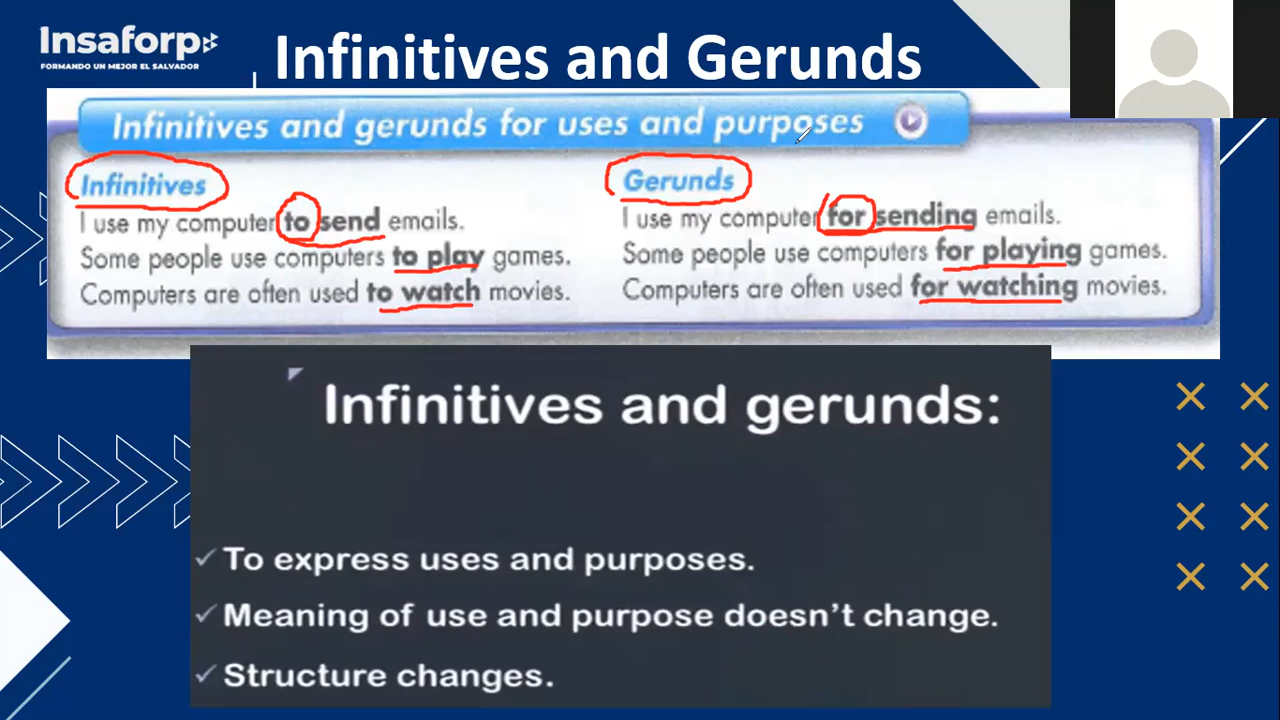 Insaforp
FORMANDO UN MEJOR EL SALVADOR
Infinitives and Gerunds
Infinitives and gerunds for uses and purposes
Infinitives
I use my computer to send emails.
Some people use computers to play games.
Computers are often used to watch movies.
Gerunds
I use my computer for sending emails.
Some people use computers for playing games.
Computers are often used for watching movies.
Infinitives and gerunds:
✓ To express uses and purposes.
✓ Meaning of use and purpose doesn't change.
✓ Structure changes.